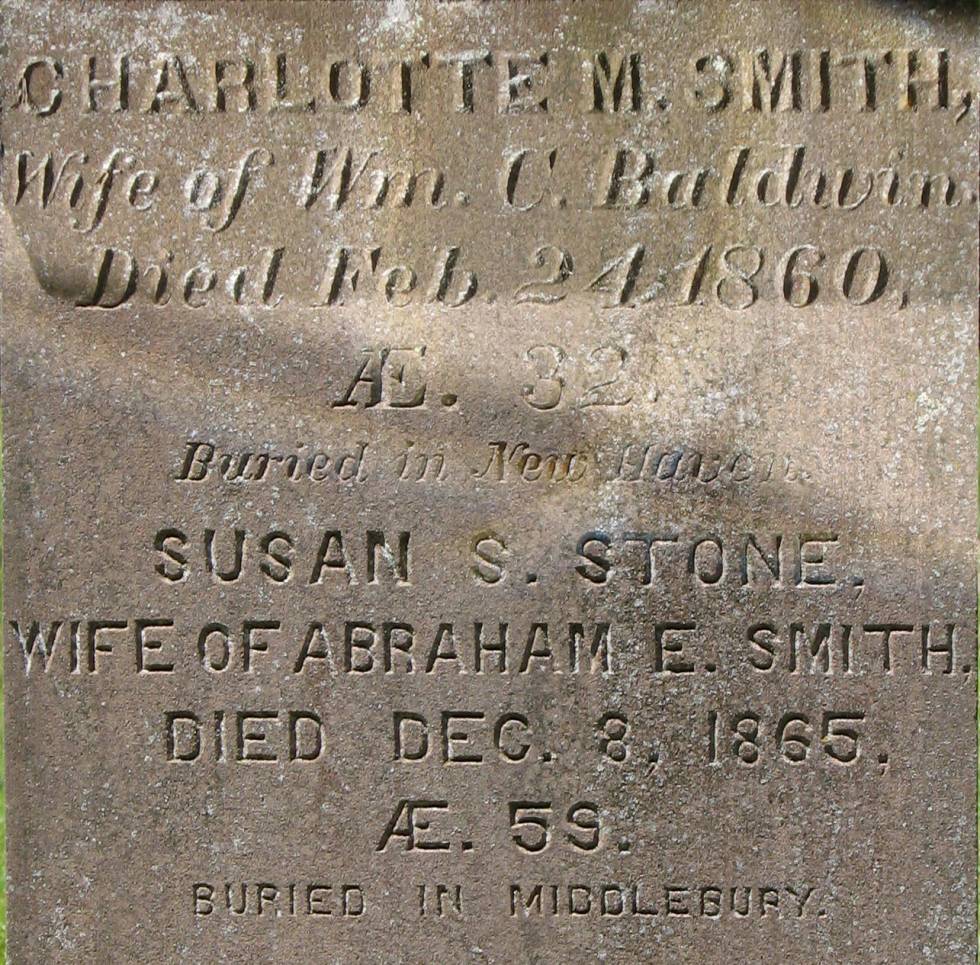 CHARLOTTE M. SMITH,
Wife of Wm. C. Baldwin.
Died Feb. 24, 1860,
Æ. 32.
Buried in New Haven.
SUSAN S. STONE,
WIFE OF ABRAHAM E. SMITH,
DIED DEC. 8, 1865,
Æ. 59.
BURIED IN MIDDLEBURY.